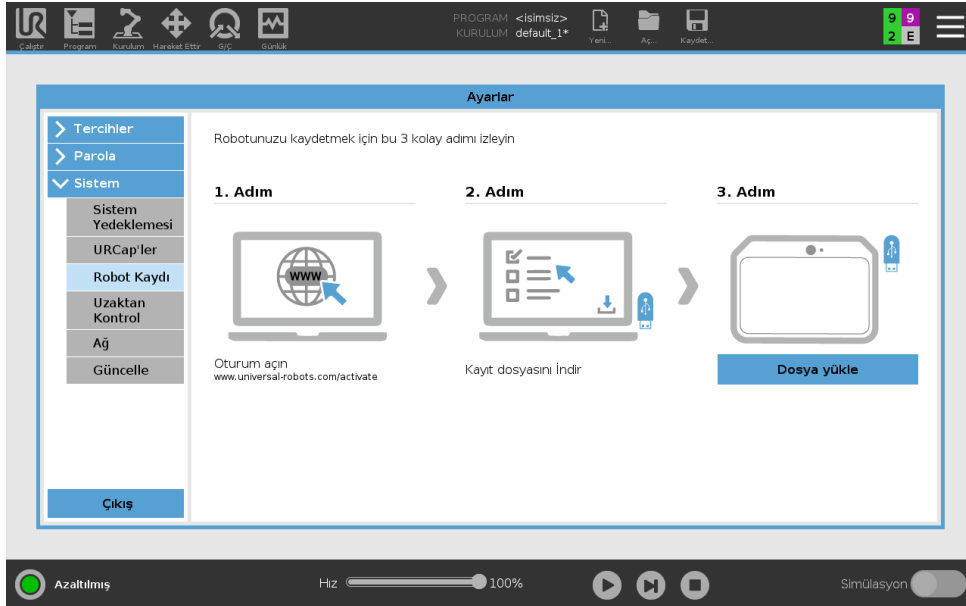 PROGRAM <isimsiz>
KURULUM default_1*
Çalıştır Program Kurulum Hareket Ettir G/Ç Günlük Yeni... Aç... Kaydet...
9 9
2 E
Ayarlar
Tercihler
Parola
Sistem
Sistem
Yedeklemesi
URCap'ler
Robot Kaydı
Uzaktan
Kontrol
Ağ
Güncelle
Çıkış
Robotunuzu kaydetmek için bu 3 kolay adımı izleyin
1. Adım
WWW
Oturum açın
www.universal-robots.com/activate
2. Adım
Kayıt dosyasını İndir
3. Adım
Dosya yükle
Azaltılmış
Hız 100%
Simülasyon